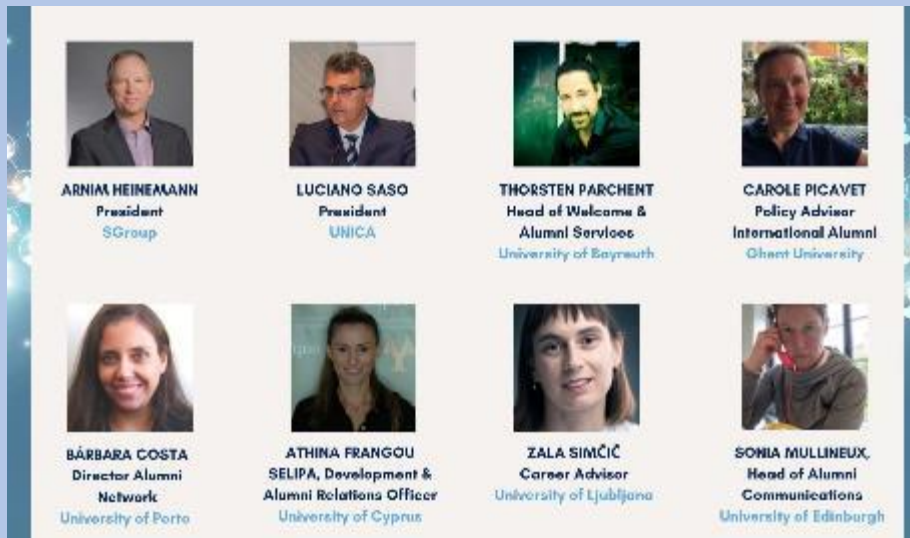 ARNIM HEINEMANN
President
SGroup
LUCIANO SASO
President
UNICA
THORSTEN PARCHENT
Head of Welcome &
Alumni Services
University of Bayreuth
CAROLE PICAVET
Policy Advisor
International Alumni
Ghent University
BÁRBARA COSTA
Director Alumni
Network
University of Porto
ATHINA FRANGOU
SELIPA, Development &
Alumni Relations Officer
University of Cyprus
ZALA SIMČIČ
Career Advisor
University of Ljubljana
SONIA MULLINEUX,
Head of Alumni
Communications
University of Edinburgh